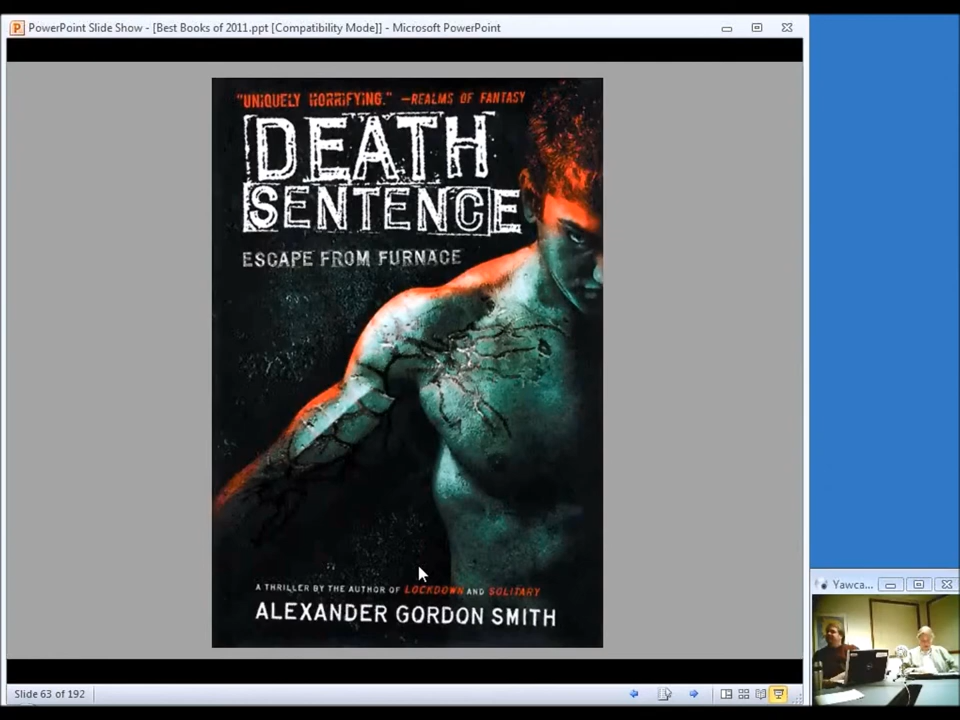 PowerPoint Slide Show - [Best Books of 2011.ppt [Compatibility Mode]] - Microsoft PowerPoint
"UNIQUELY HORRIFYING." —REALMS OF FANTASY
DEATH
SENTENCE
ESCAPE FROM FURNACE
A THRILLER BY THE AUTHOR OF LOCKDOWN AND SOLITARY
ALEXANDER GORDON SMITH
Yawca...
Slide 63 of 192